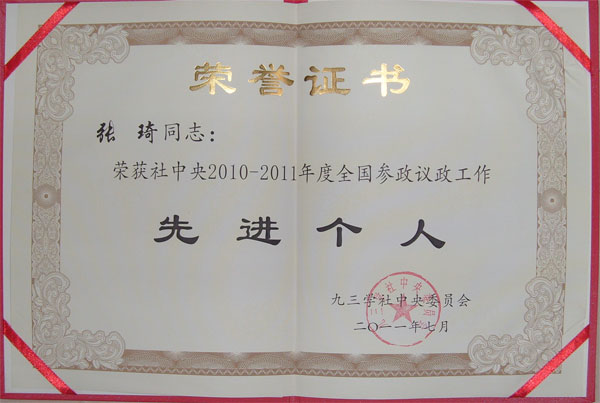 荣誉证书
张琦同志：
荣获社中央2010-2011年度全国参政议政工作
先进个人
九三学社中央委员会
二〇一一年七月